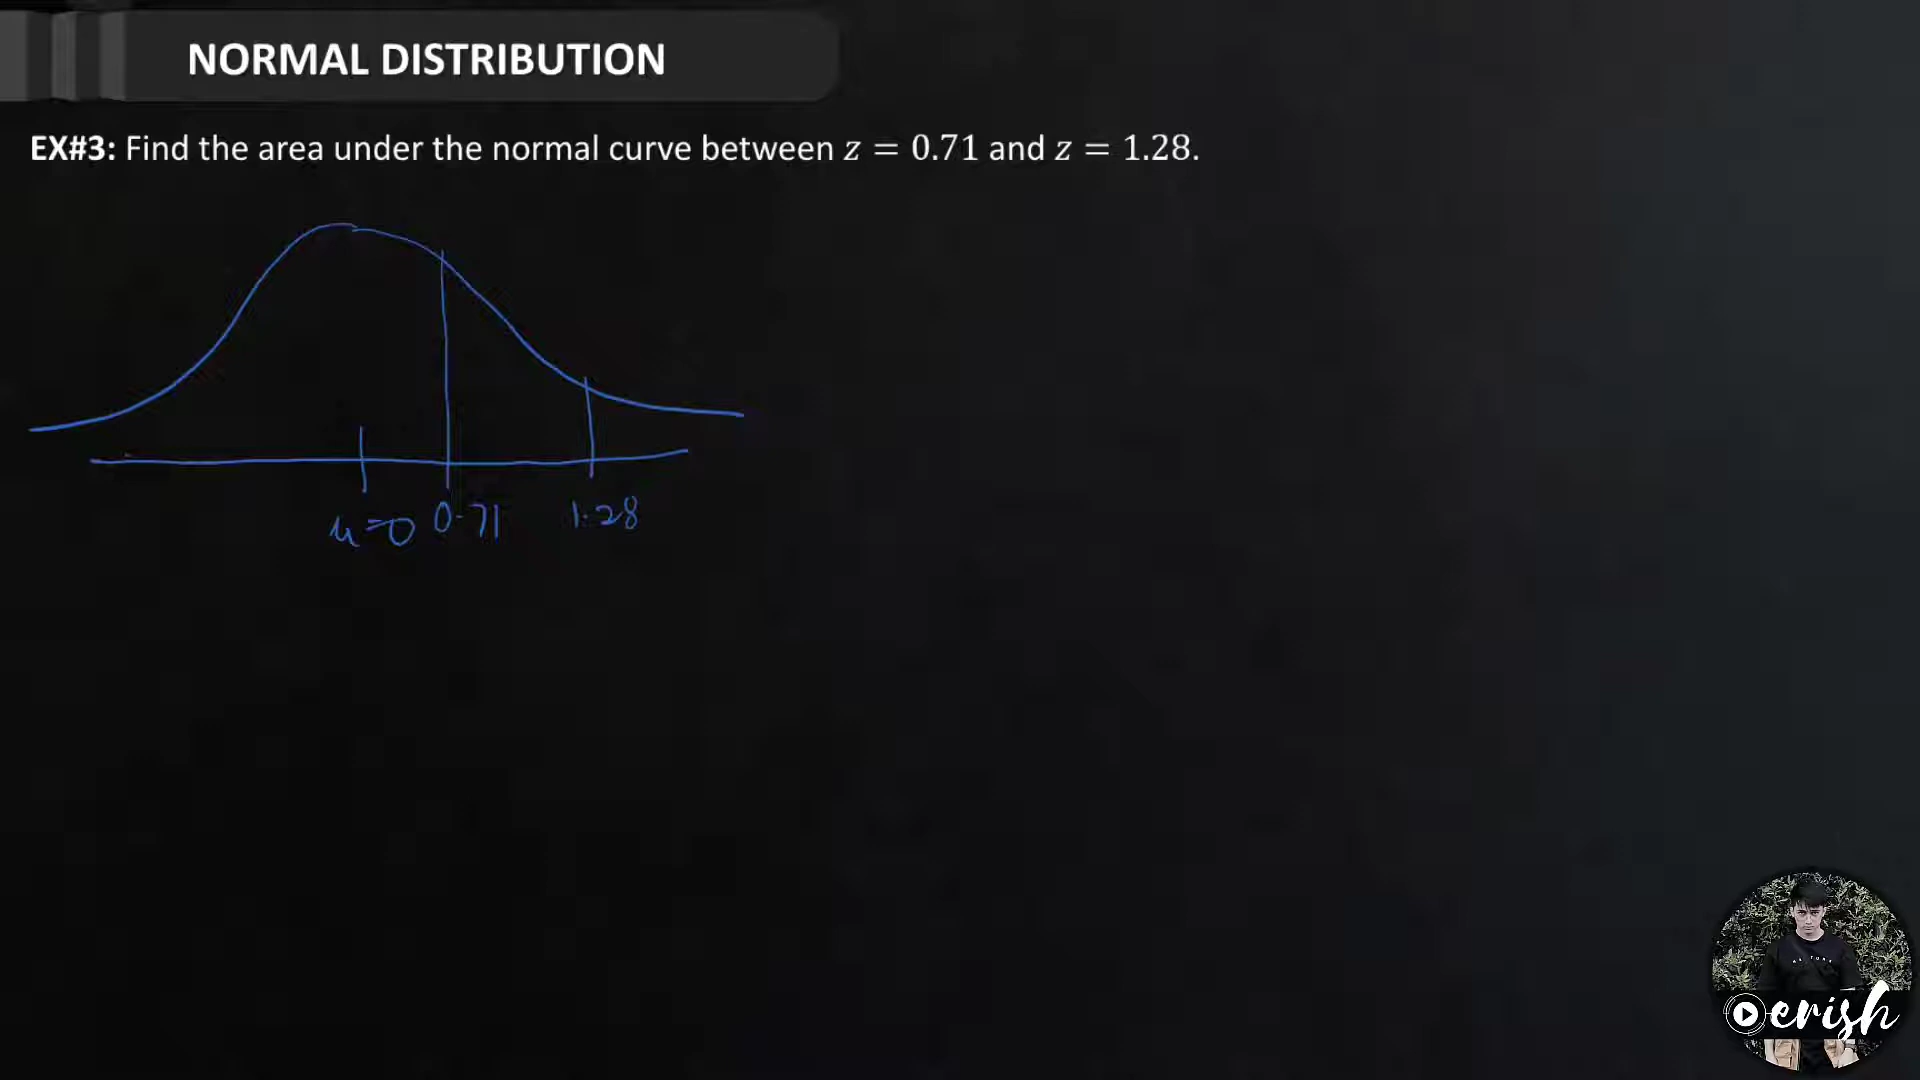 NORMAL DISTRIBUTION
EX#3: Find the area under the normal curve between z = 0.71 and z = 1.28.
μ=0 0.71 1.28
erish